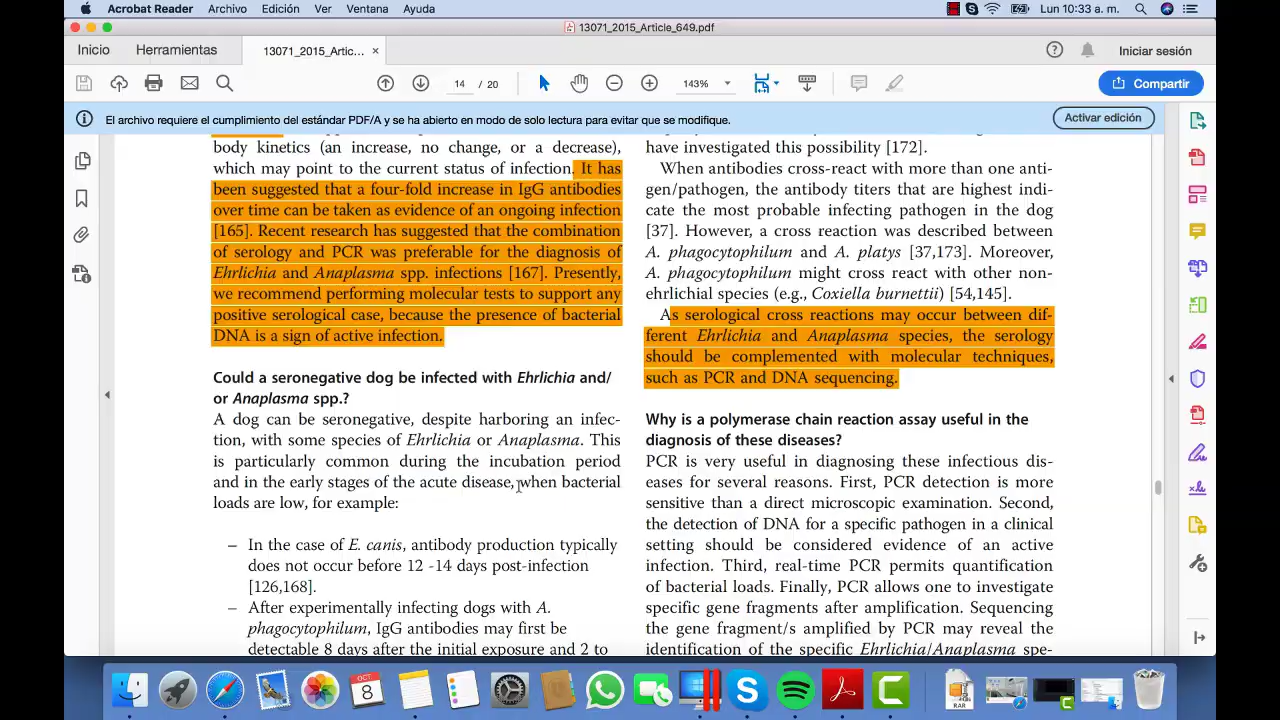 Acrobat Reader Archivo Edición Ver Ventana Ayuda
Lun 10:33 a. m.
13071_2015_Article_649.pdf
Inicio Herramientas 13071_2015_Artic... × Iniciar sesión
14 / 20 143% Compartir
El archivo requiere el cumplimiento del estándar PDF/A y se ha abierto en modo de solo lectura para evitar que se modifique. Activar edición
body kinetics (an increase, no change, or a decrease),
which may point to the current status of infection. It has
been suggested that a four-fold increase in IgG antibodies
over time can be taken as evidence of an ongoing infection
[165]. Recent research has suggested that the combination
of serology and PCR was preferable for the diagnosis of
Ehrlichia and Anaplasma spp. infections [167]. Presently,
we recommend performing molecular tests to support any
positive serological case, because the presence of bacterial
DNA is a sign of active infection.
Could a seronegative dog be infected with Ehrlichia and/
or Anaplasma spp.?
A dog can be seronegative, despite harboring an infec-
tion, with some species of Ehrlichia or Anaplasma. This
is particularly common during the incubation period
and in the early stages of the acute disease, when bacterial
loads are low, for example:
– In the case of E. canis, antibody production typically
does not occur before 12 -14 days post-infection
[126,168].
– After experimentally infecting dogs with A.
phagocytophilum, IgG antibodies may first be
detectable 8 days after the initial exposure and 2 to
have investigated this possibility [172].
When antibodies cross-react with more than one anti-
gen/pathogen, the antibody titers that are highest indi-
cate the most probable infecting pathogen in the dog
[37]. However, a cross reaction was described between
A. phagocytophilum and A. platys [37,173]. Moreover,
A. phagocytophilum might cross react with other non-
ehrlichial species (e.g., Coxiella burnettii) [54,145].
As serological cross reactions may occur between dif-
ferent Ehrlichia and Anaplasma species, the serology
should be complemented with molecular techniques,
such as PCR and DNA sequencing.
Why is a polymerase chain reaction assay useful in the
diagnosis of these diseases?
PCR is very useful in diagnosing these infectious dis-
eases for several reasons. First, PCR detection is more
sensitive than a direct microscopic examination. Second,
the detection of DNA for a specific pathogen in a clinical
setting should be considered evidence of an active
infection. Third, real-time PCR permits quantification
of bacterial loads. Finally, PCR allows one to investigate
specific gene fragments after amplification. Sequencing
the gene fragment/s amplified by PCR may reveal the
identification of the specific Ehrlichia/Anaplasma spe-
OCT
8
RAR